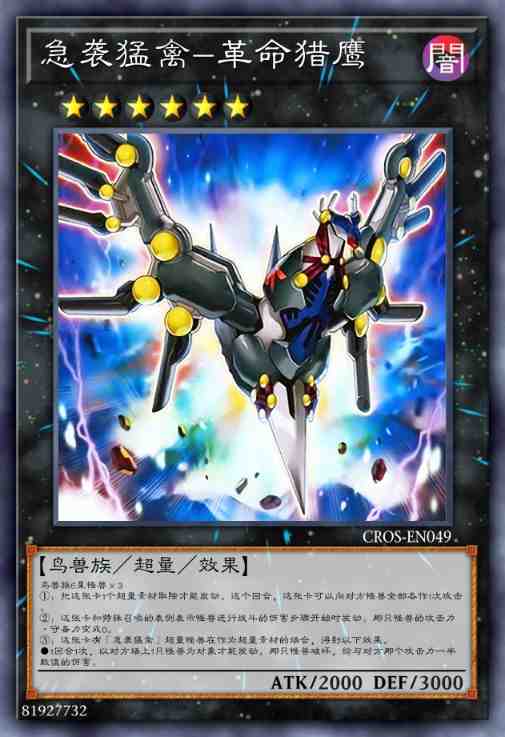 急袭猛禽-革命猎鹰
闇
CROS-EN049
【鸟兽族／超量／效果】
鸟兽族6星怪兽×3
①：把这张卡1个超量素材取除才能发动。这个回合，这张卡可以向对方怪兽全部各作1次攻击。
②：这张卡和特殊召唤的表侧表示怪兽进行战斗的伤害步骤开始时发动。那只怪兽的攻击力·守备力变成0。
③：这张卡有「急袭猛禽」超量怪兽在作为超量素材的场合，得到以下效果。
●1回合1次，以对方场上1只怪兽为对象才能发动。那只怪兽破坏，给与对方那个攻击力一半数值的伤害。
ATK/2000 DEF/3000
81927732